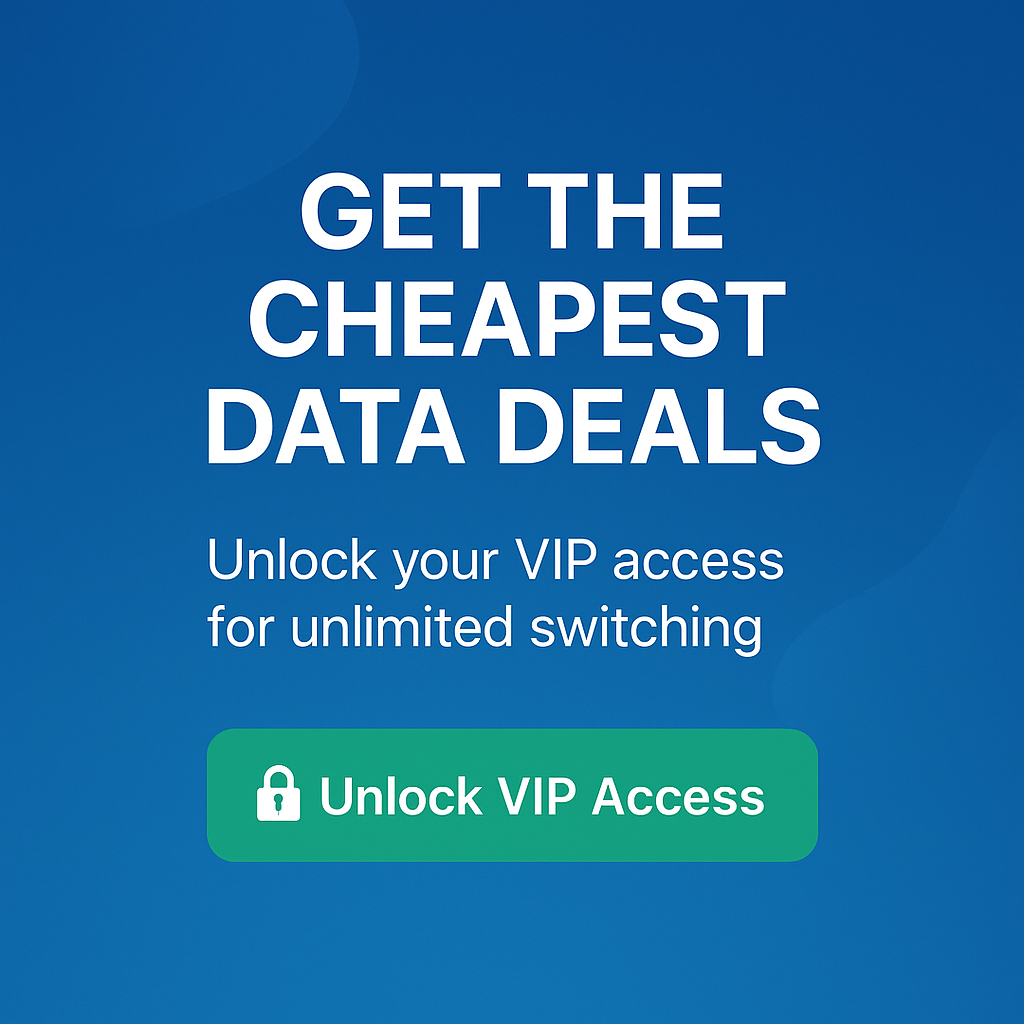 GET THE
CHEAPEST
DATA DEALS
Unlock your VIP access
for unlimited switching
Unlock VIP Access